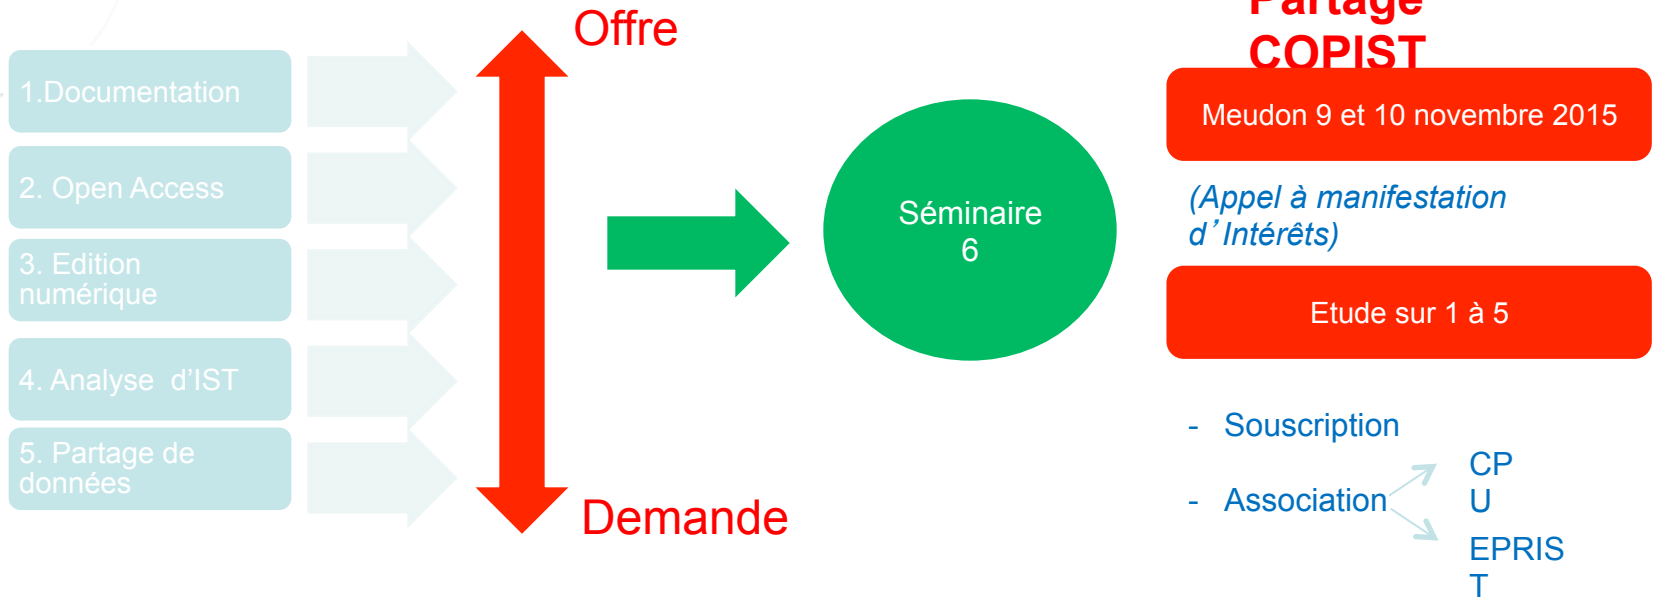 Offre
Partage
COPIST
1.Documentation
2. Open Access
3. Edition
numérique
4. Analyse d’IST
5. Partage de
données
Séminaire
6
Demande
Meudon 9 et 10 novembre 2015
(Appel à manifestation
d’Intérêts)
Etude sur 1 à 5
- Souscription
- Association
CP
U
EPRIS
T